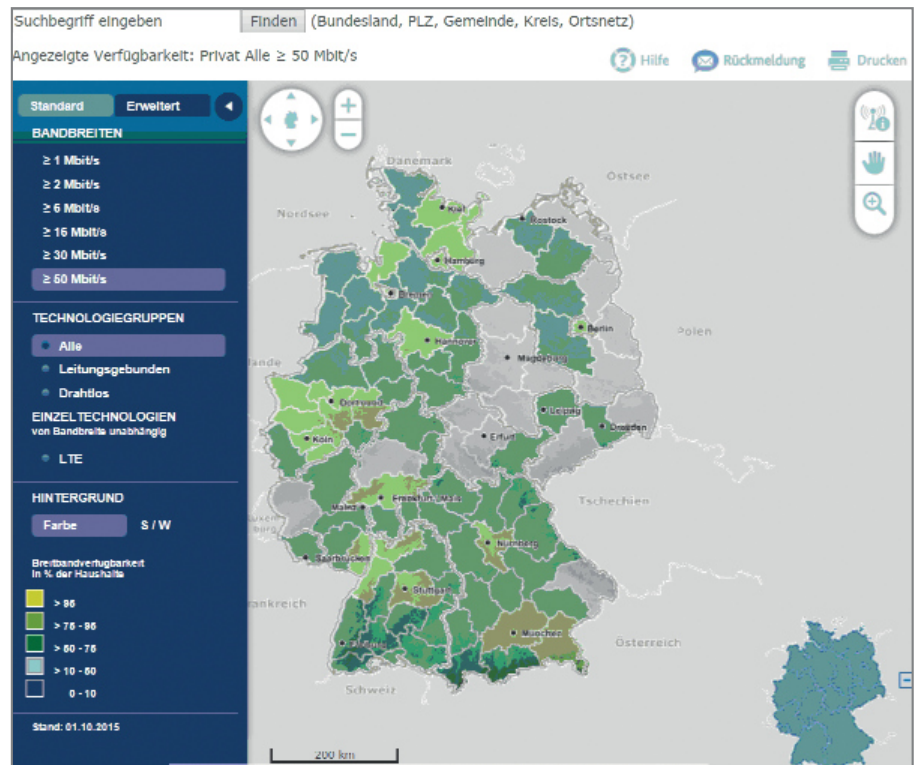 Suchbegriff eingeben Finden (Bundesland, PLZ, Gemeinde, Kreis, Ortsnetz)
Angezeigte Verfügbarkeit: Privat Alle ≥ 50 Mbit/s
Hilfe Rückmeldung Drucken
Standard Erweitert
BANDBREITEN
≥ 1 Mbit/s
≥ 2 Mbit/s
≥ 6 Mbit/s
≥ 16 Mbit/s
≥ 30 Mbit/s
≥ 50 Mbit/s
TECHNOLOGIEGRUPPEN
Alle
Leitungsgebunden
Drahtlos
EINZELTECHNOLOGIEN
von Bandbreite unabhängig
LTE
HINTERGRUND
Farbe S / W
Breitbandverfugbarkeit
in % der Haushalte
> 95
> 75 - 95
> 50 - 75
> 10 - 50
0 - 10
Stand: 01.10.2015
Dänemark
Ostsee
Nordsee
Kiel
Rostock
Hamburg
Berlin
Polen
Hannover
Magdeburg
lande
Dortmund
Leipzig
Dresden
Köln
Erfurt
Frankfurt
Mainz
Tschechien
Nürnberg
Saarbrücken
Stuttgart
ankreich
München
Österreich
Schweiz
200 km